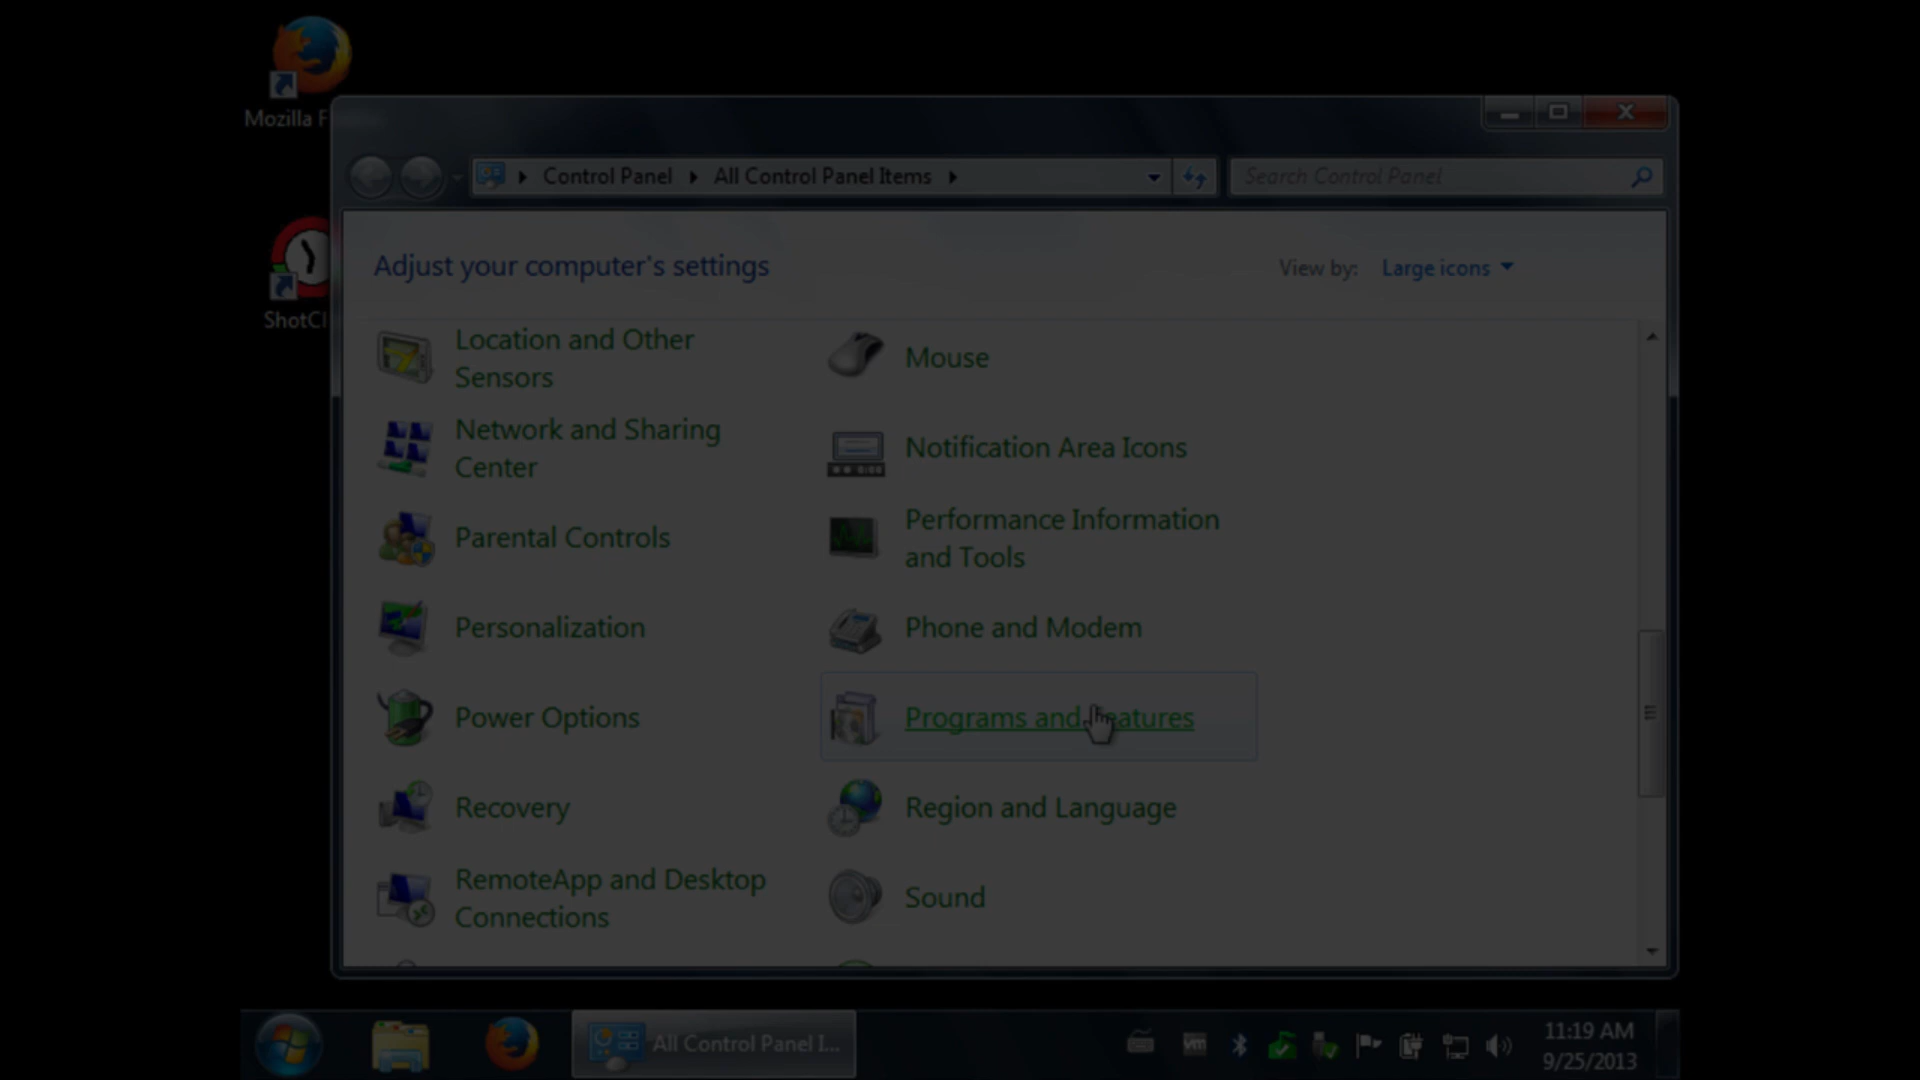 Mozilla F
Control Panel
All Control Panel Items
Search Control Panel
ShotCl
Adjust your computer's settings
View by:
Large icons
Location and Other
Sensors
Mouse
Network and Sharing
Center
Notification Area Icons
Parental Controls
Performance Information
and Tools
Personalization
Phone and Modem
Power Options
Programs and Features
Recovery
Region and Language
RemoteApp and Desktop
Connections
Sound
All Control Panel I...
vm
11:19 AM
9/25/2013